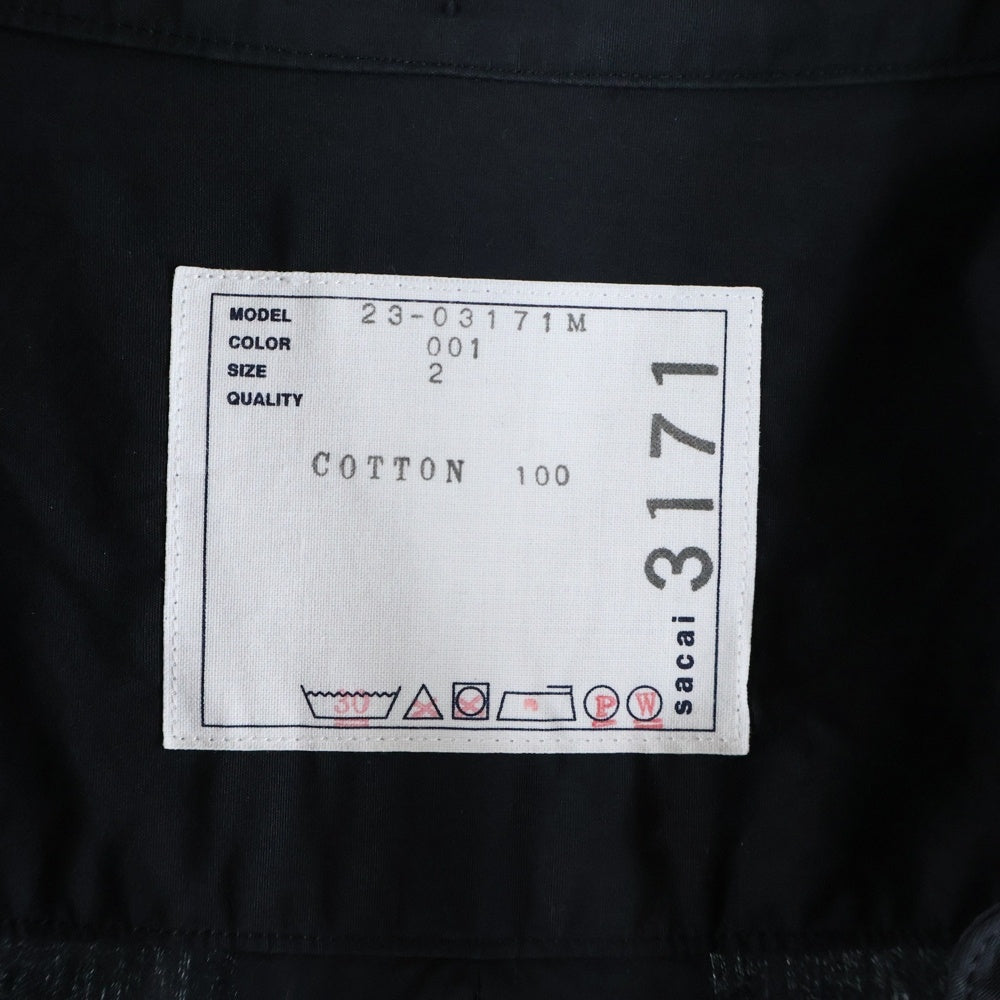 MODEL 23-03171M
COLOR 001
SIZE 2
QUALITY
COTTON 100
sacai 3171
30
P
W